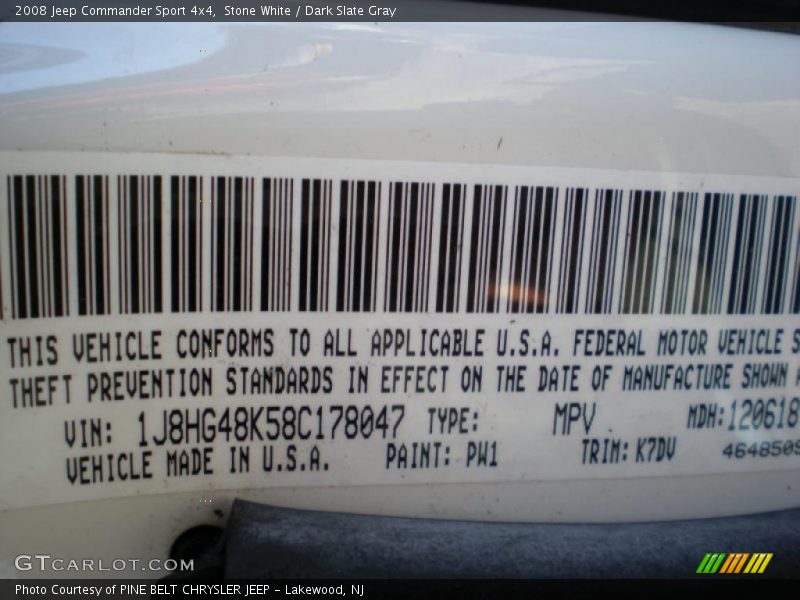 2008 Jeep Commander Sport 4x4,  Stone White / Dark Slate Gray
THIS VEHICLE CONFORMS TO ALL APPLICABLE U.S.A. FEDERAL MOTOR VEHICLE S
THEFT PREVENTION STANDARDS IN EFFECT ON THE DATE OF MANUFACTURE SHOWN
VIN: 1J8HG48K58C178047 TYPE: MPV MDH: 120618
VEHICLE MADE IN U.S.A. PAINT: PW1 TRIM: K7DV 464850
GTCARLOT.COM
Photo Courtesy of PINE BELT CHRYSLER JEEP – Lakewood, NJ